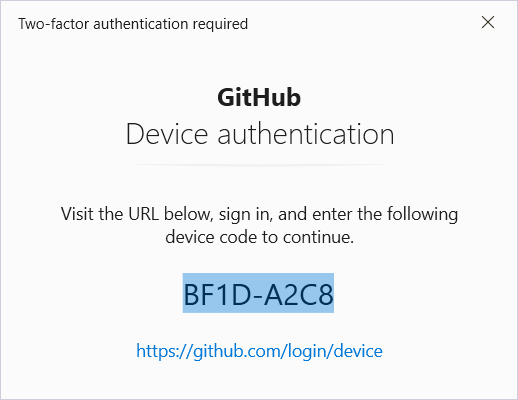 Two-factor authentication required
GitHub
Device authentication
Visit the URL below, sign in, and enter the following
device code to continue.
BF1D-A2C8
https://github.com/login/device